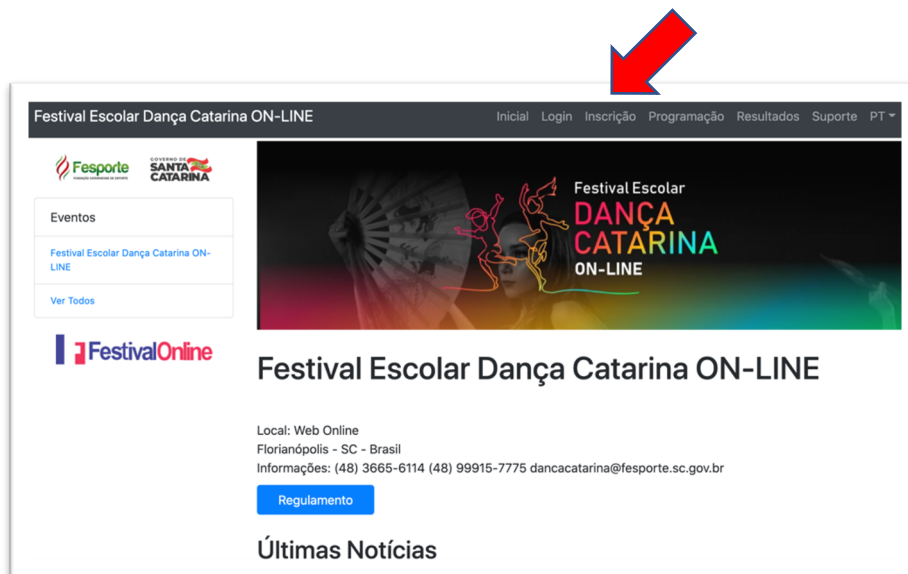 Festival Escolar Dança Catarina ON-LINE
Inicial Login Inscrição Programação Resultados Suporte PT
Fesporte
GOVERNO DE
SANTA
CATARINA
Eventos
Festival Escolar Dança Catarina ON-
LINE
Ver Todos
FestivalOnline
Festival Escolar
DANÇA
CATARINA
ON-LINE
Festival Escolar Dança Catarina ON-LINE
Local: Web Online
Florianópolis - SC - Brasil
Informações: (48) 3665-6114 (48) 99915-7775 dancacatarina@fesporte.sc.gov.br
Regulamento
Últimas Notícias